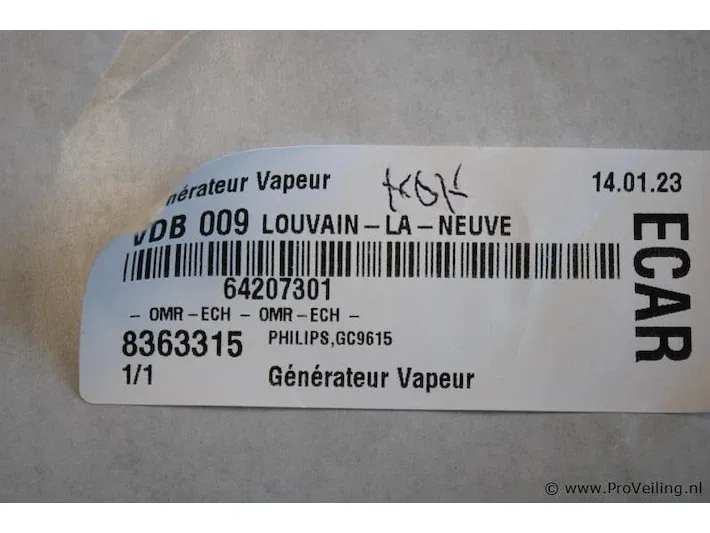 nérateur Vapeur
14.01.23
VDB 009 LOUVAIN-LA-NEUVE
64207301
- OMR-ECH - OMR-ECH -
8363315 PHILIPS,GC9615
1/1 Générateur Vapeur
ECAR
© www.ProVeiling.nl